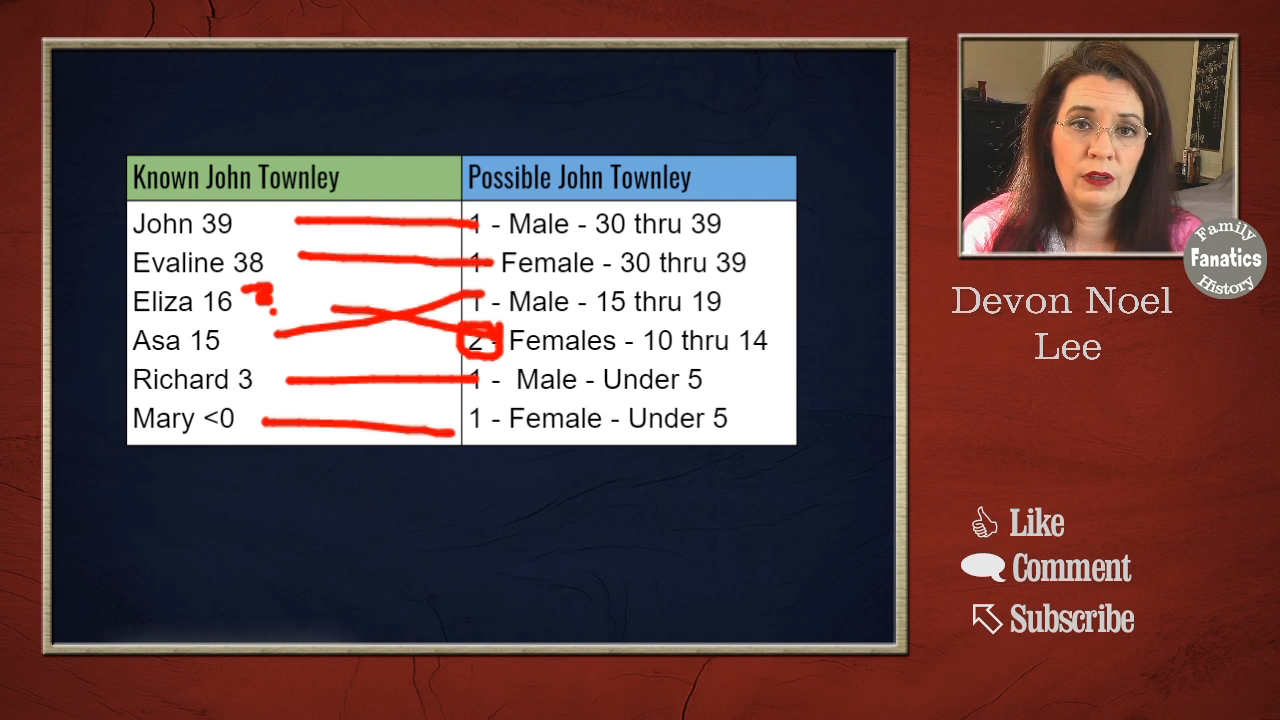 Known John Townley
Possible John Townley
John 39
1 - Male - 30 thru 39
Evaline 38
1 - Female - 30 thru 39
Eliza 16 ?
1 - Male - 15 thru 19
Asa 15
2 - Females - 10 thru 14
Richard 3
1 - Male - Under 5
Mary <0
1 - Female - Under 5
Family
Fanatics
History
Devon Noel
Lee
Like
Comment
Subscribe